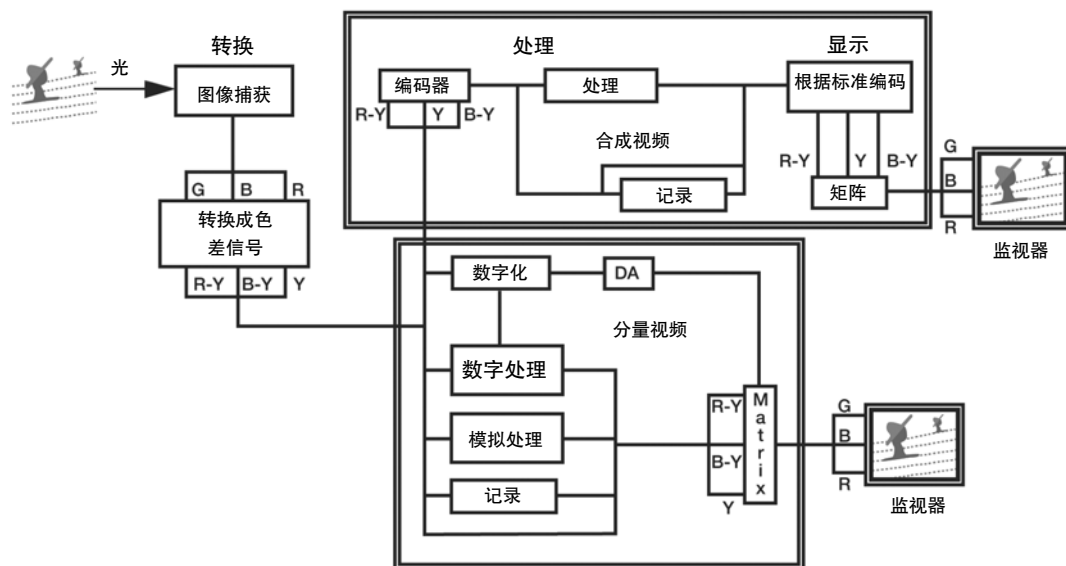 转换
光
图像捕获
G B R
转换成色
差信号
R-Y B-Y Y
处理
显示
编码器
R-Y Y B-Y
处理
合成视频
记录
根据标准编码
R-Y Y B-Y
矩阵
G
B
R
监视器
数字化
DA
分量视频
数字处理
模拟处理
记录
R-Y
B-Y
Y
Matrix
G
B
R
监视器